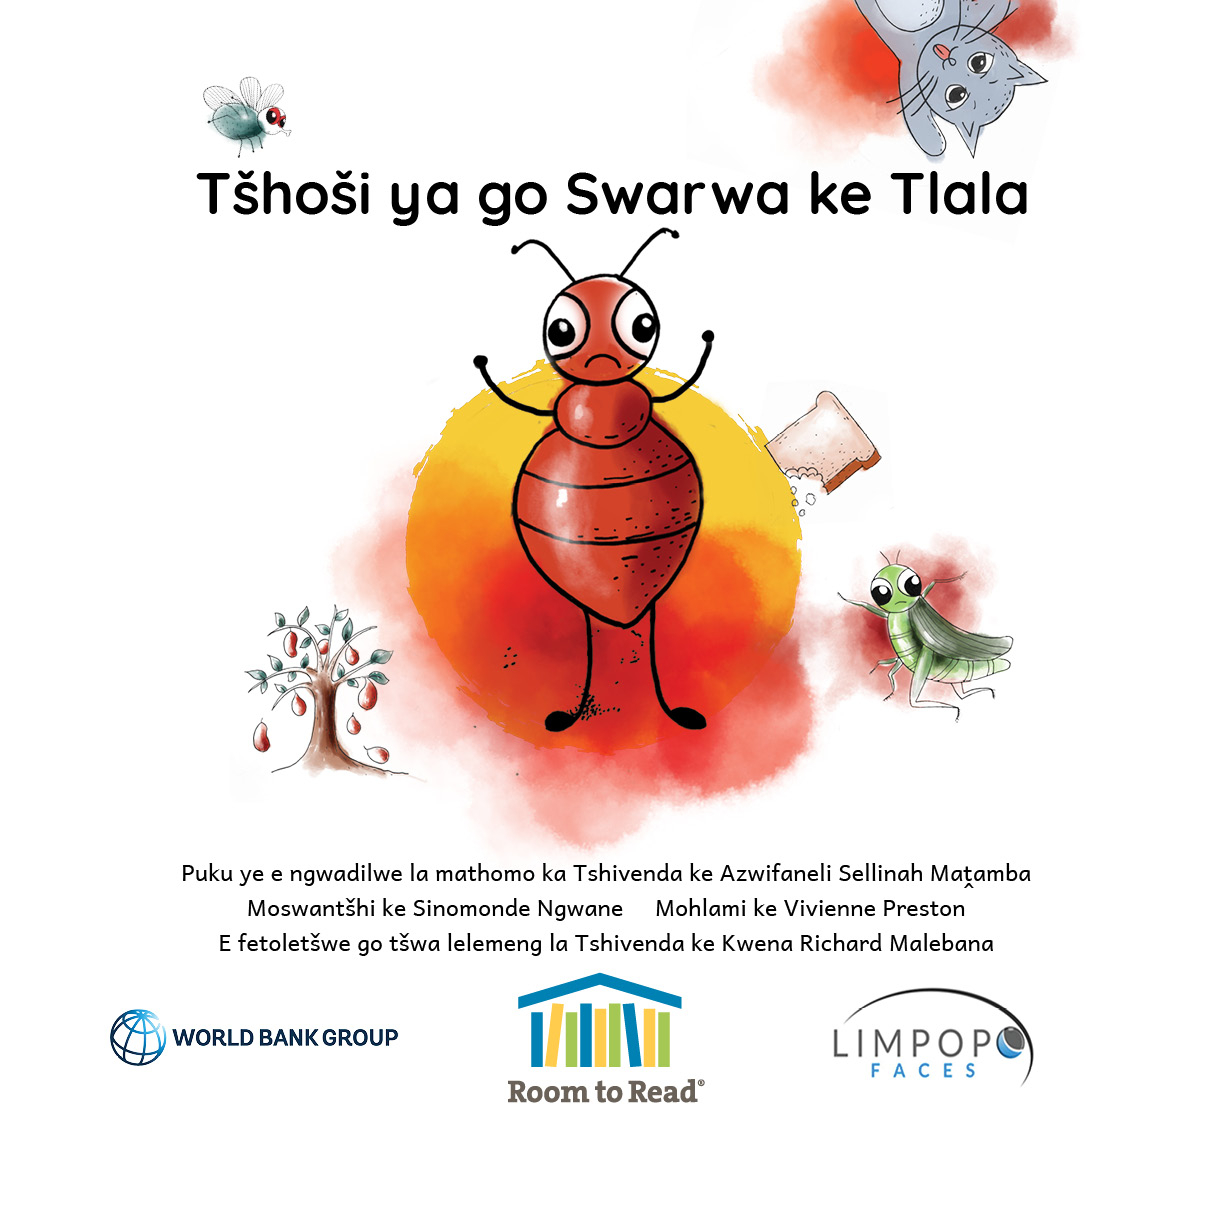 Tšhoši ya go Swarwa ke Tlala
Puku ye e ngwadilwe la mathomo ka Tshivenda ke Azwifaneli Sellinah Maṱamba
Moswantšhi ke Sinomonde Ngwane Mohlami ke Vivienne Preston
E fetoletšwe go tšwa lelemeng la Tshivenda ke Kwena Richard Malebana
WORLD BANK GROUP
Room to Read®
LIMPOPO
FACES